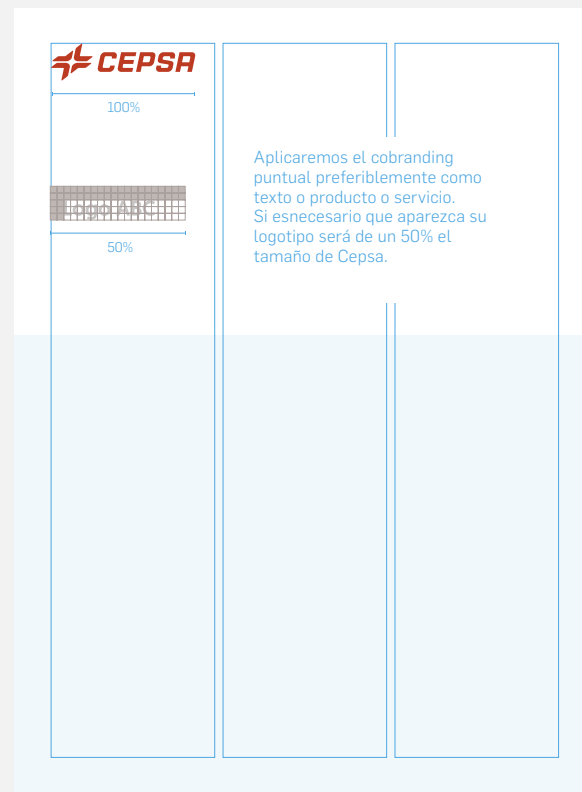 CEPSA
100%
Logo ABC
50%
Aplicaremos el cobranding
puntual preferiblemente como
texto o producto o servicio.
Si esnecesario que aparezca su
logotipo será de un 50% el
tamaño de Cepsa.